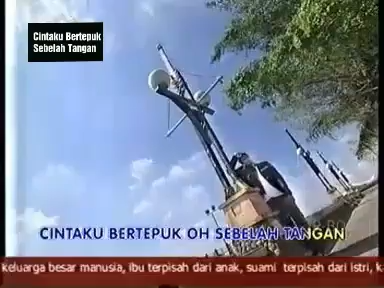 Cintaku Bertepuk
Sebelah Tangan
CINTAKU BERTEPUK OH SEBELAH TANGAN
keluarga besar manusia, ibu terpisah dari anak, suami terpisah dari istri, k